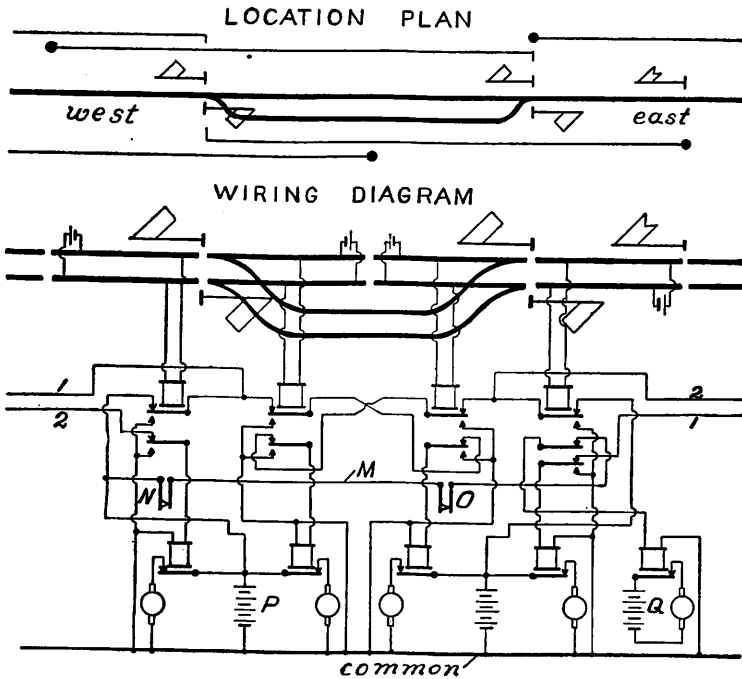 LOCATION PLAN
west
east
WIRING DIAGRAM
1
2
2
1
N
M
O
P
Q
common